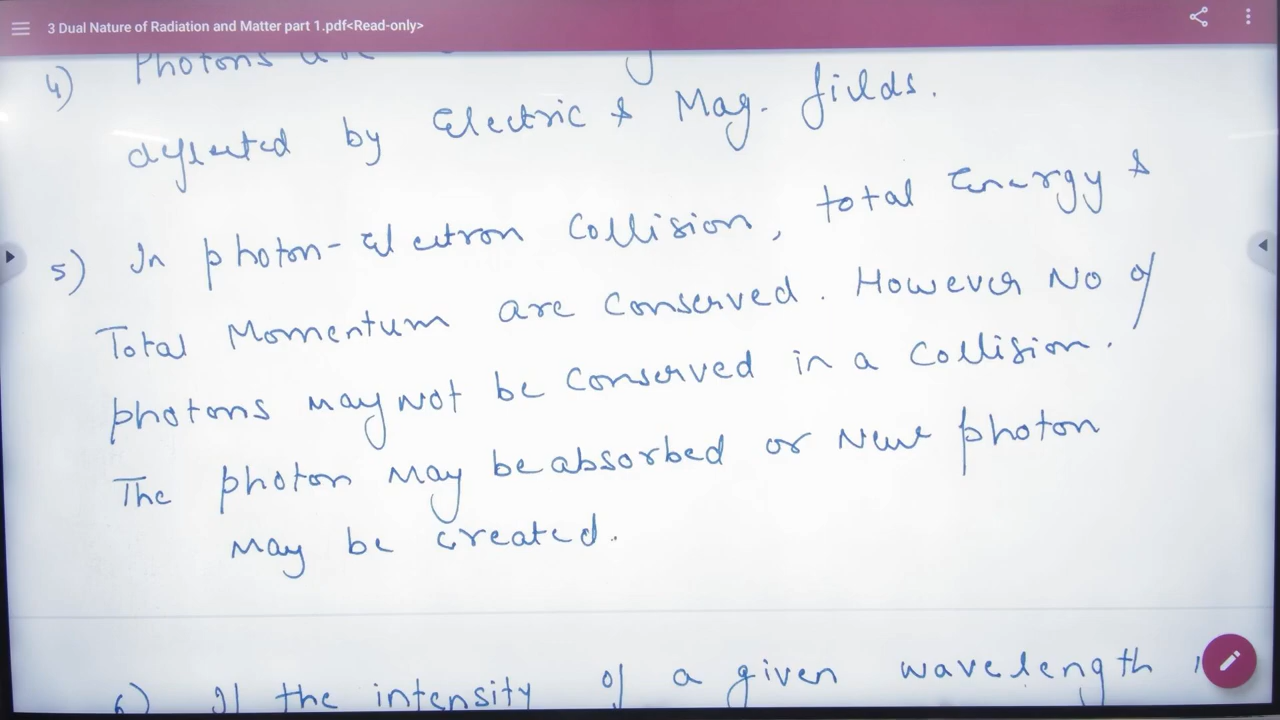 3 Dual Nature of Radiation and Matter part 1.pdf<Read-only>
4) Photons
deflected by Electric & Mag. fields.
5) In photon-Electron Collision, total Energy &
Total Momentum are conserved. However No of
photons may not be conserved in a collision.
The photon may be absorbed or New photon
may be created.
6) If the intensity of a given wavelength